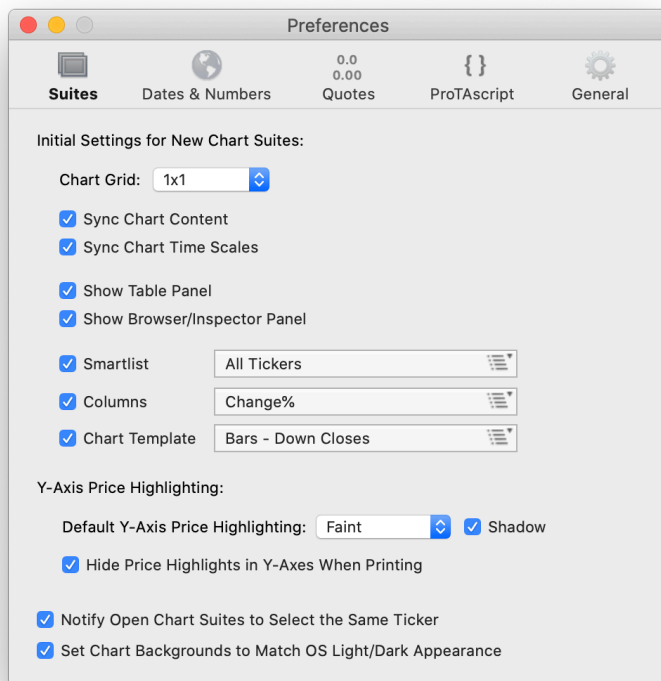 Preferences
0.0
0.00
{ }
Suites Dates & Numbers Quotes ProTAscript General
Initial Settings for New Chart Suites:
Chart Grid: 1x1
Sync Chart Content
Sync Chart Time Scales
Show Table Panel
Show Browser/Inspector Panel
Smartlist All Tickers
Columns Change%
Chart Template Bars - Down Closes
Y-Axis Price Highlighting:
Default Y-Axis Price Highlighting: Faint Shadow
Hide Price Highlights in Y-Axes When Printing
Notify Open Chart Suites to Select the Same Ticker
Set Chart Backgrounds to Match OS Light/Dark Appearance